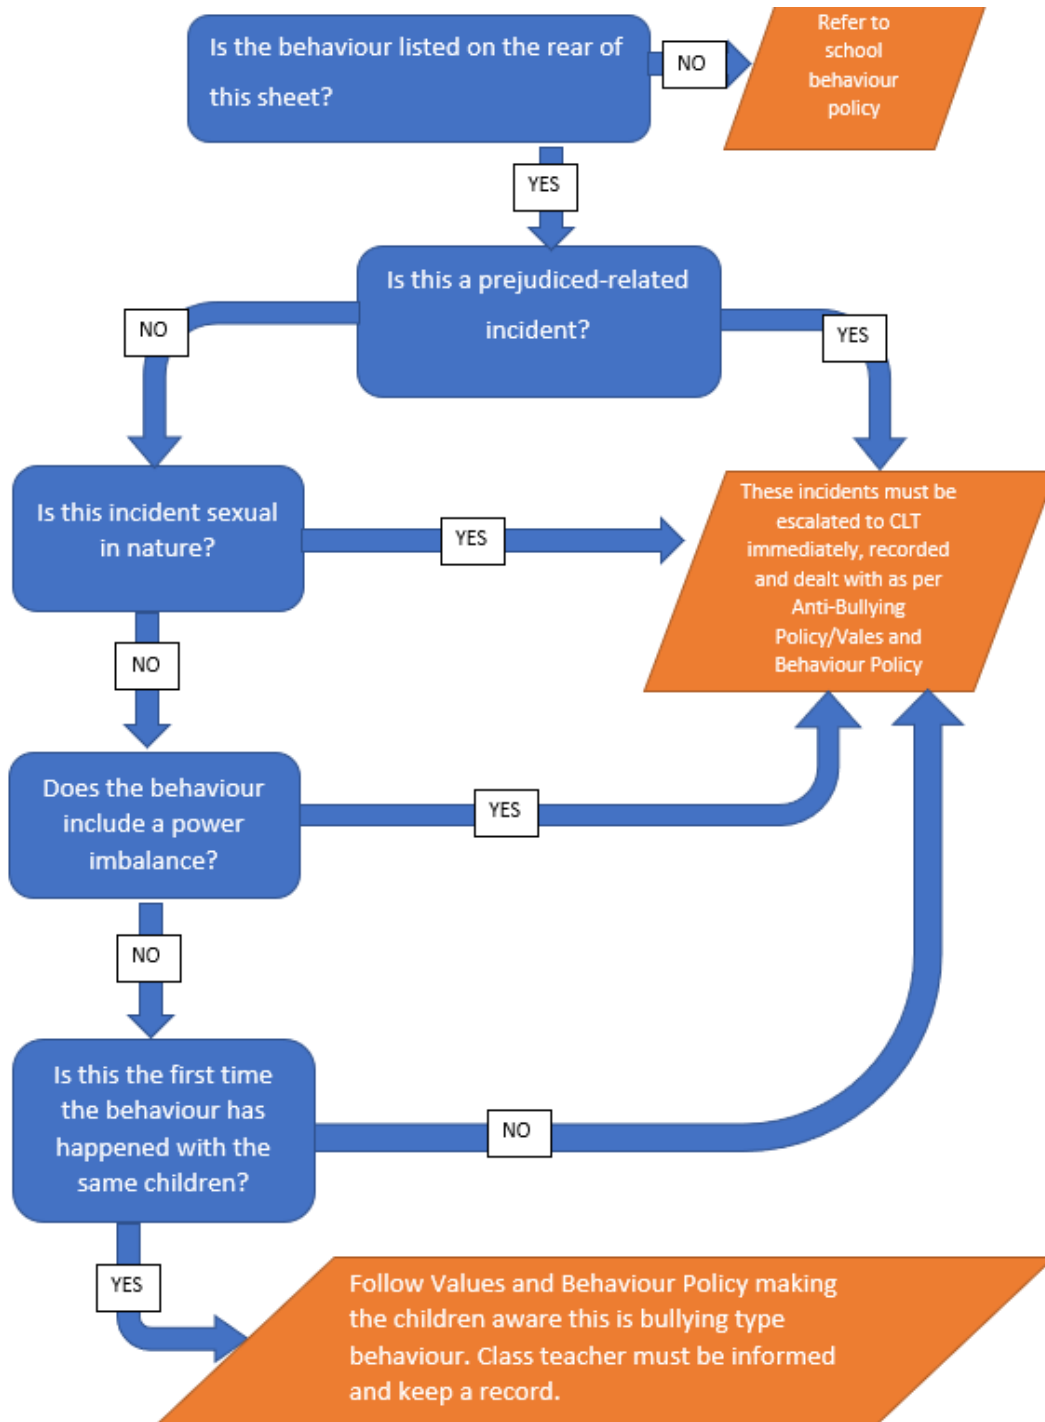 Is the behaviour listed on the rear of
this sheet?
NO
Refer to
school
behaviour
policy
YES
Is this a prejudiced-related
incident?
NO
YES
Is this incident sexual
in nature?
YES
These incidents must be
escalated to CLT
immediately, recorded
and dealt with as per
Anti-Bullying
Policy/Vales and
Behaviour Policy
NO
Does the behaviour
include a power
imbalance?
YES
NO
Is this the first time
the behaviour has
happened with the
same children?
NO
YES
Follow Values and Behaviour Policy making
the children aware this is bullying type
behaviour. Class teacher must be informed
and keep a record.